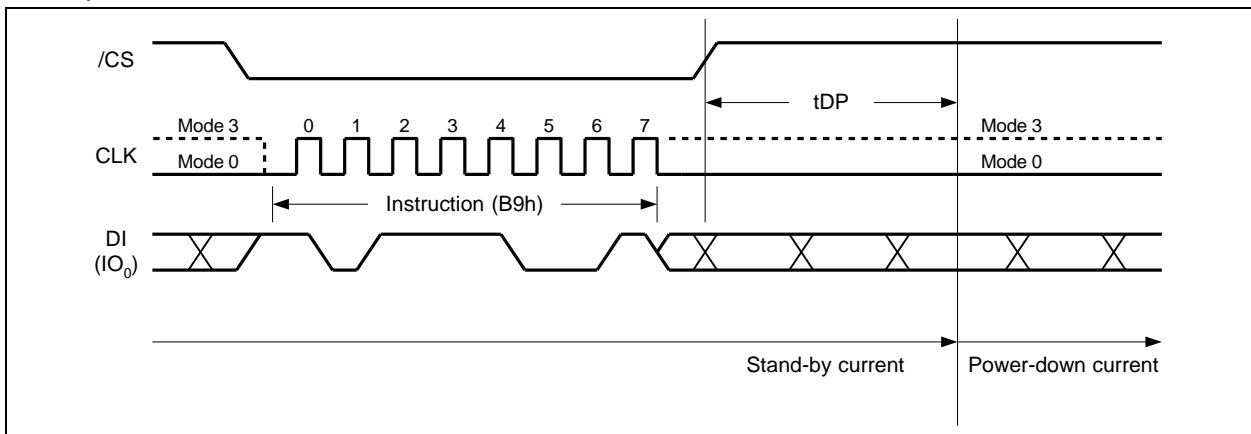 /CS
tDP
Mode 3 0 1 2 3 4 5 6 7 Mode 3
CLK
Mode 0 Mode 0
Instruction (B9h)
DI
(IO0)
Stand-by current Power-down current